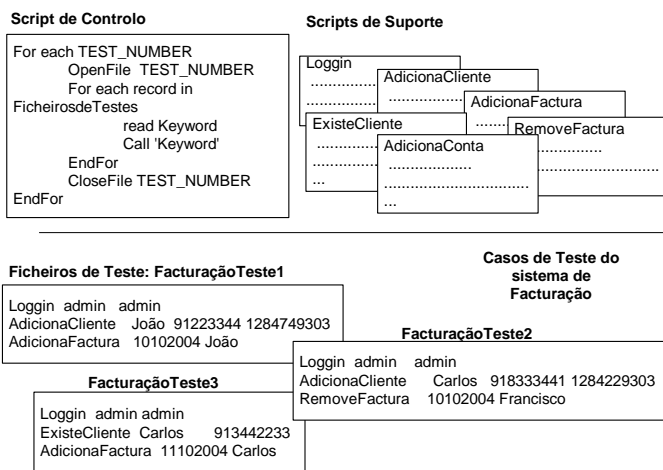 Script de Controlo
For each TEST_NUMBER
OpenFile TEST_NUMBER
For each record in
FicheirosdeTestes
read Keyword
Call 'Keyword'
EndFor
CloseFile TEST_NUMBER
EndFor
Scripts de Suporte
Loggin
...............
...............
AdicionaCliente
..................
AdicionaFactura
........
RemoveFactura
...............
............................
ExisteCliente
...............
...............
...
AdicionaConta
...................
.................................
...
Casos de Teste do
sistema de
Facturação
Ficheiros de Teste: FacturaçãoTeste1
Loggin admin admin
AdicionaCliente João 91223344 1284749303
AdicionaFactura 10102004 João
FacturaçãoTeste2
Loggin admin admin
AdicionaCliente Carlos 918333441 1284229303
RemoveFactura 10102004 Francisco
FacturaçãoTeste3
Loggin admin admin
ExisteCliente Carlos 913442233
AdicionaFactura 11102004 Carlos